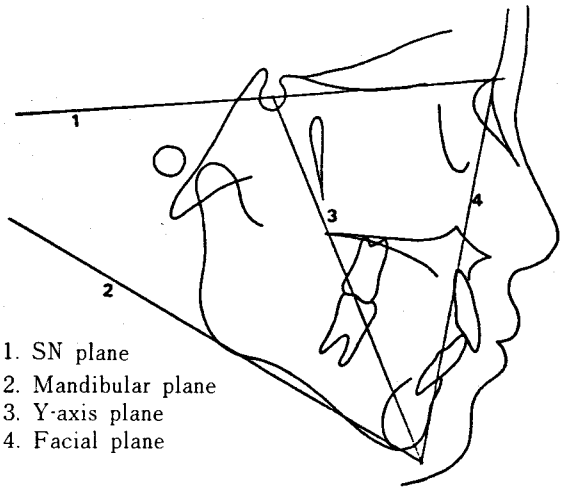 1
3
4
2
1. SN plane
2. Mandibular plane
3. Y-axis plane
4. Facial plane